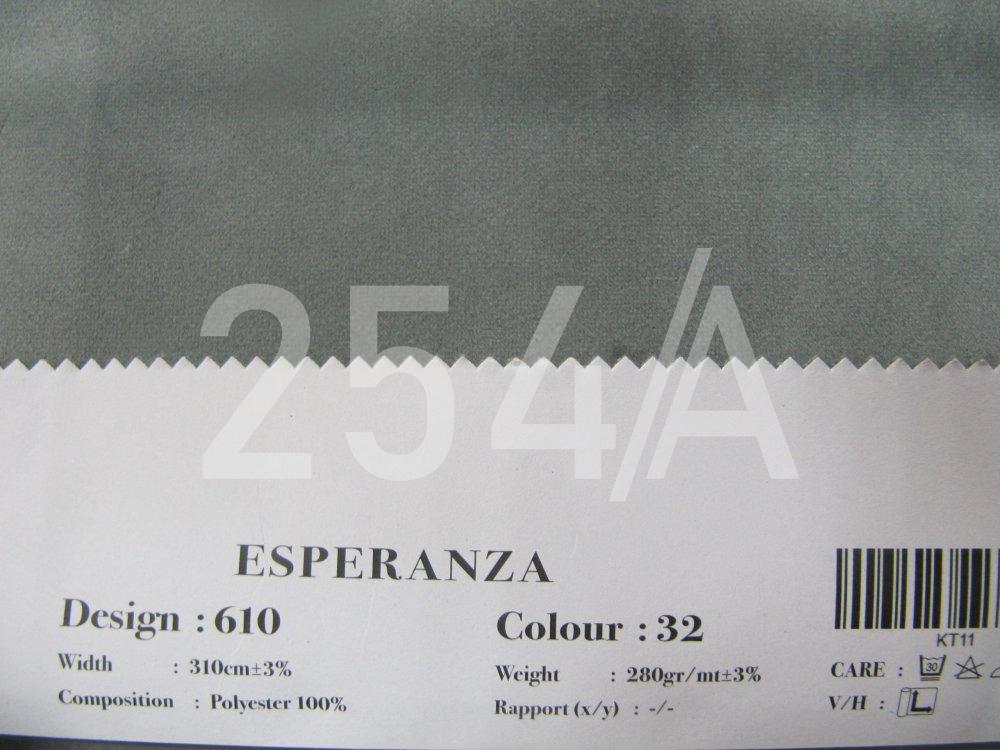 254/A
ESPERANZA
Design : 610
Colour : 32
Width : 310cm±3%
Weight : 280gr/mt±3%
Composition : Polyester 100%
Rapport (x/y) : -/-
KT11
CARE : 30
V/H :